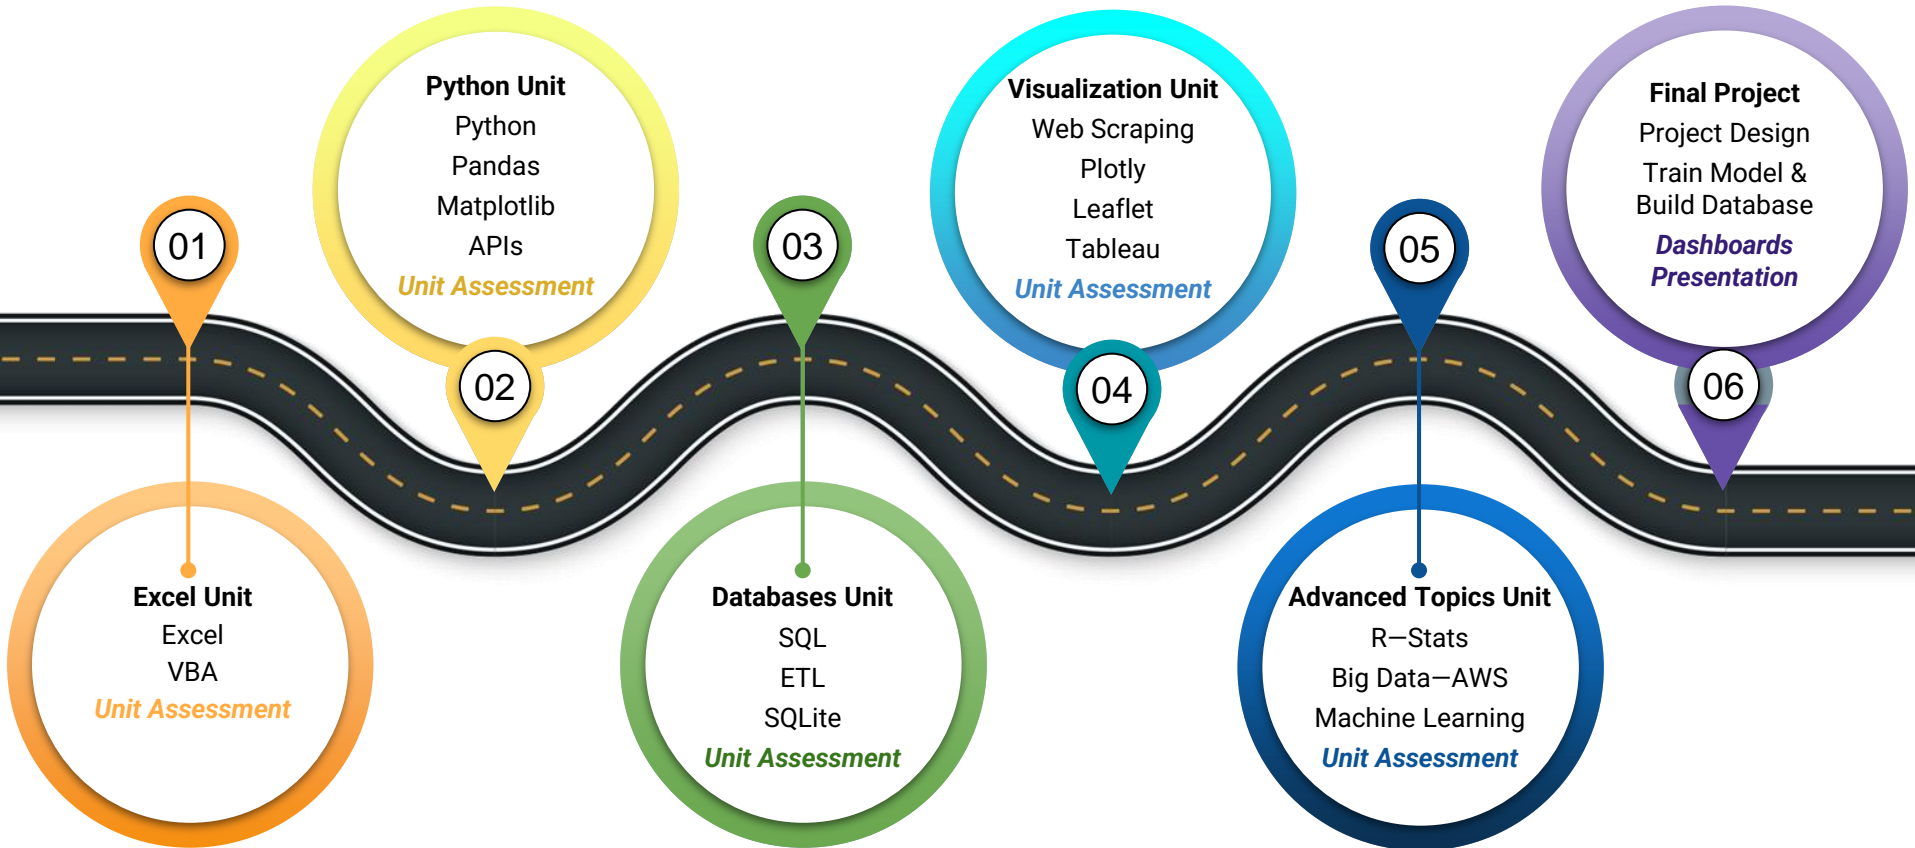 01
Excel Unit
Excel
VBA
Unit Assessment
Python Unit
Python
Pandas
Matplotlib
APIs
Unit Assessment
02
03
Databases Unit
SQL
ETL
SQLite
Unit Assessment
Visualization Unit
Web Scraping
Plotly
Leaflet
Tableau
Unit Assessment
04
05
Advanced Topics Unit
R—Stats
Big Data—AWS
Machine Learning
Unit Assessment
Final Project
Project Design
Train Model &
Build Database
Dashboards
Presentation
06